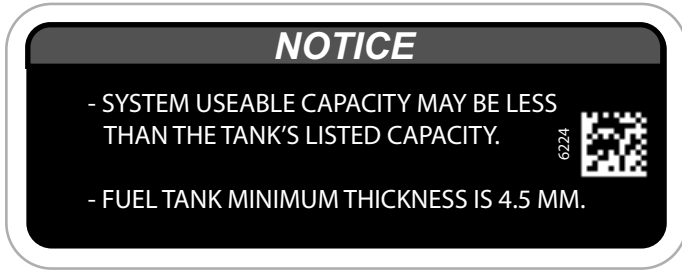 NOTICE
- SYSTEM USEABLE CAPACITY MAY BE LESS
THAN THE TANK'S LISTED CAPACITY.
6224
- FUEL TANK MINIMUM THICKNESS IS 4.5 MM.